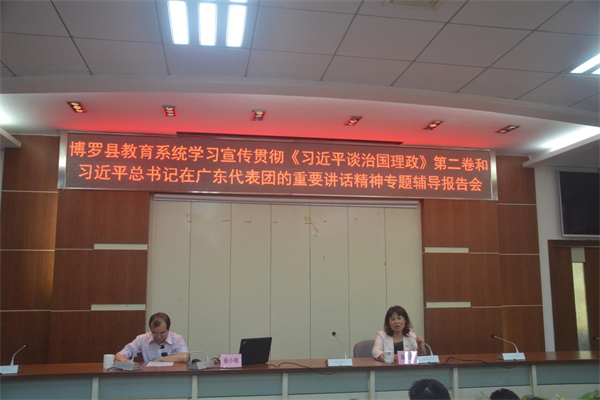 博罗县教育系统学习宣传贯彻《习近平谈治国理政》第二卷和
习近平总书记在广东代表团的重要讲话精神专题辅导报告会